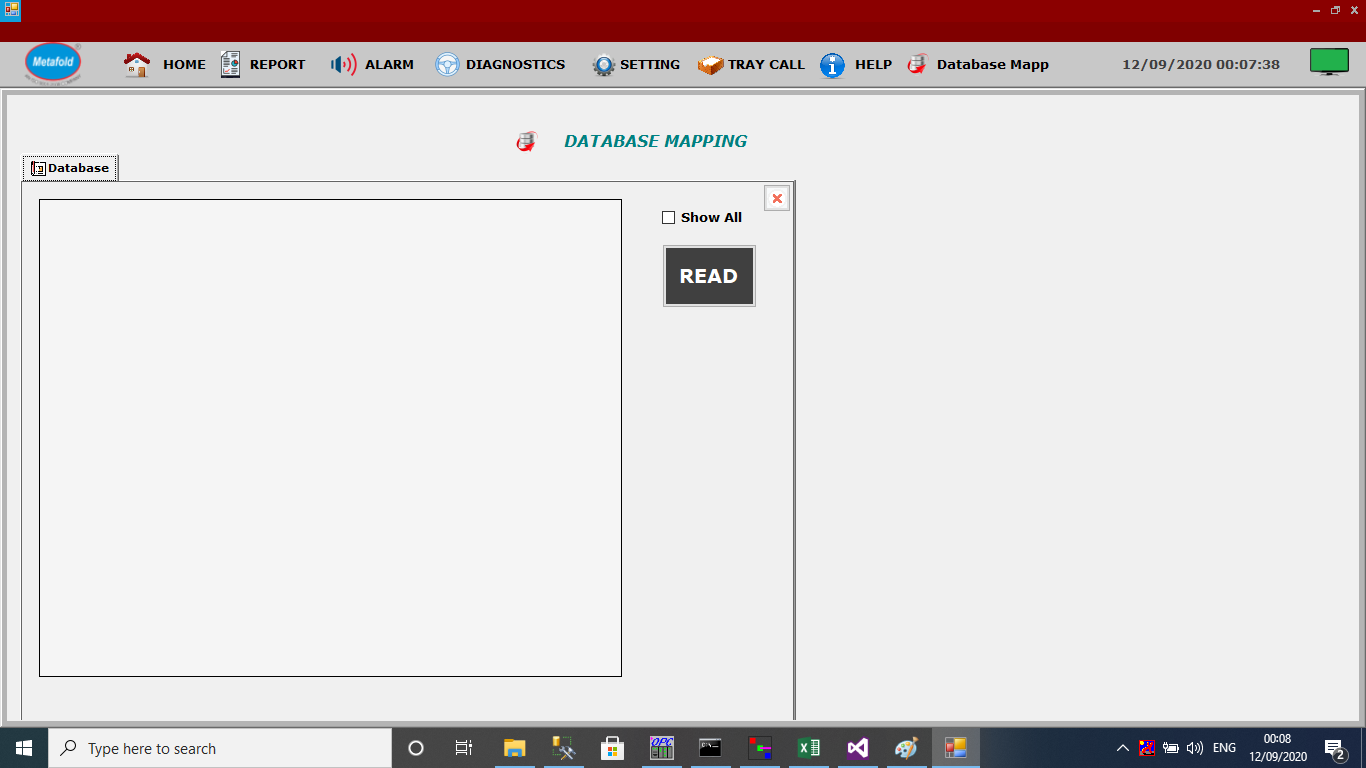 Metafold
HOME REPORT ALARM DIAGNOSTICS SETTING TRAY CALL HELP Database Mapp 12/09/2020 00:07:38
DATABASE MAPPING
Database
Show All
READ
Type here to search OPC ENG 00:08
12/09/2020 2